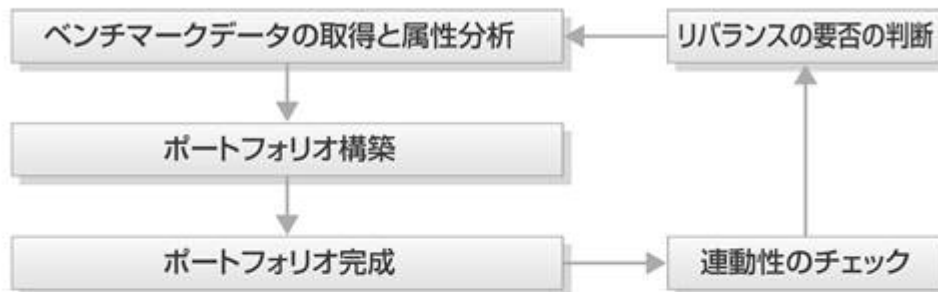 ベンチマークデータの取得と属性分析
リバランスの要否の判断
ポートフォリオ構築
ポートフォリオ完成
連動性のチェック